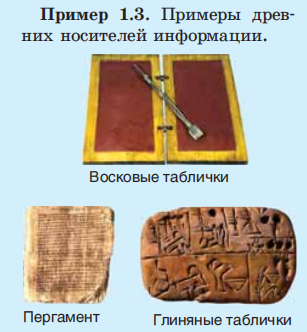 Пример 1.3. Примеры древ-
них носителей информации.
Восковые таблички
Пергамент
Глиняные таблички